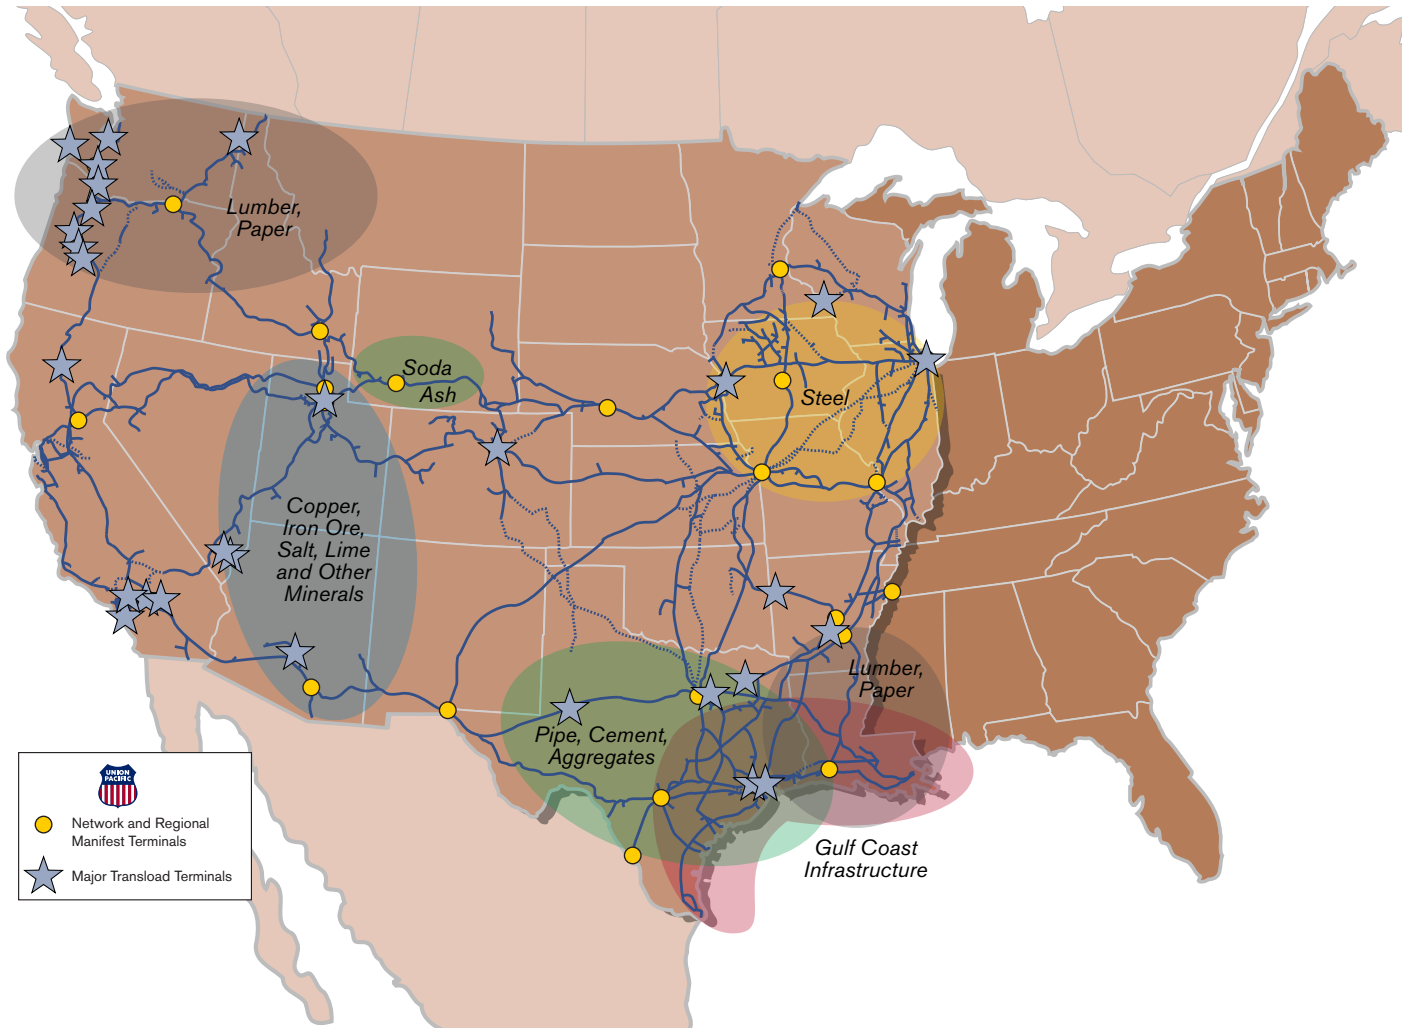 Lumber,
Paper
Soda
Ash
Steel
Copper,
Iron Ore,
Salt, Lime
and Other
Minerals
Lumber,
Paper
Pipe, Cement,
Aggregates
Gulf Coast
Infrastructure
UNION
PACIFIC
Network and Regional
Manifest Terminals
Major Transload Terminals